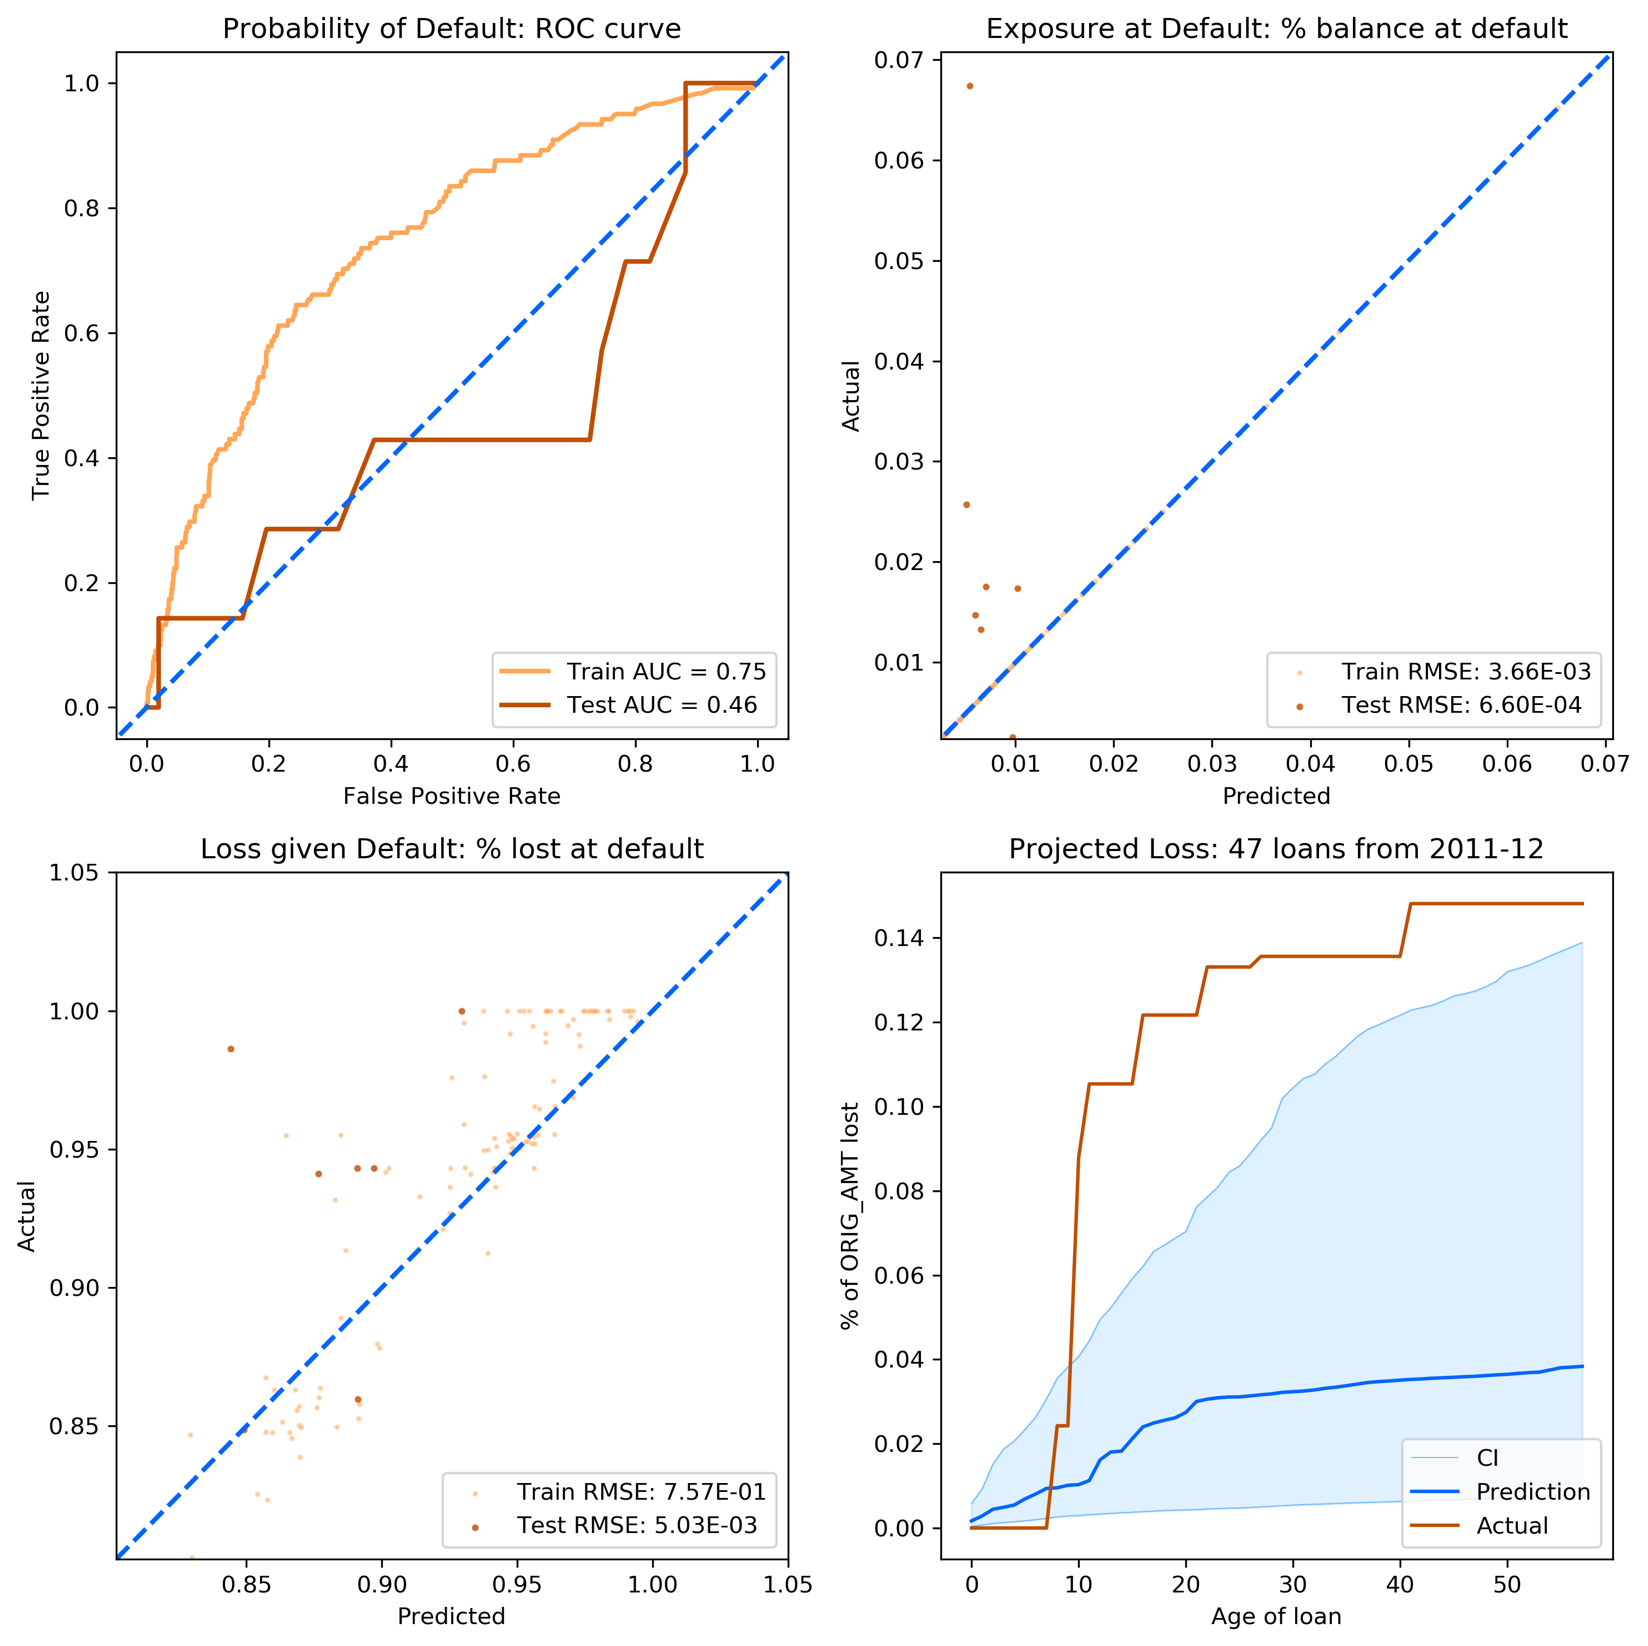 Probability of Default: ROC curve
1.0
0.8
0.6
0.4
0.2
0.0
True Positive Rate
0.0 0.2 0.4 0.6 0.8 1.0
False Positive Rate
Train AUC = 0.75
Test AUC = 0.46
Exposure at Default: % balance at default
0.07
0.06
0.05
0.04
0.03
0.02
0.01
Actual
0.01 0.02 0.03 0.04 0.05 0.06 0.07
Predicted
Train RMSE: 3.66E-03
Test RMSE: 6.60E-04
Loss given Default: % lost at default
1.05
1.00
0.95
0.90
0.85
Actual
0.85 0.90 0.95 1.00 1.05
Predicted
Train RMSE: 7.57E-01
Test RMSE: 5.03E-03
Projected Loss: 47 loans from 2011-12
0.14
0.12
0.10
0.08
0.06
0.04
0.02
0.00
% of ORIG_AMT lost
0 10 20 30 40 50
Age of loan
CI
Prediction
Actual